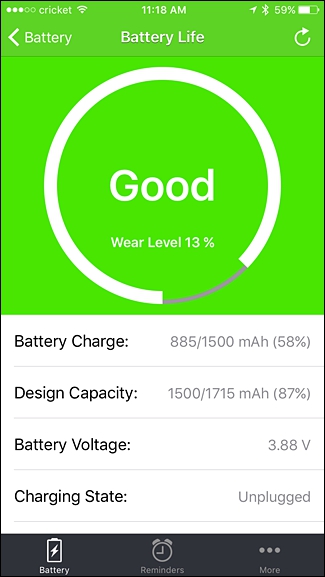 cricket 11:18 AM 59%
Battery Battery Life
Good
Wear Level 13 %
Battery Charge: 885/1500 mAh (58%)
Design Capacity: 1500/1715 mAh (87%)
Battery Voltage: 3.88 V
Charging State: Unplugged
Battery Reminders More